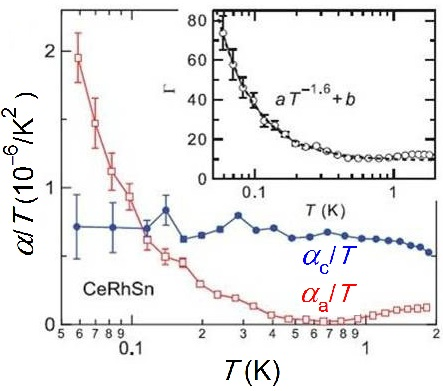 80
60
40
20
0
Γ
aT⁻¹·⁶+b
0.1 1
T (K)
2
1
0
α/T (10⁻⁶/K²)
αc/T
αa/T
CeRhSn
5 6 7 8 9 0.1 2 3 4 5 6 7 8 9 1 2
T (K)